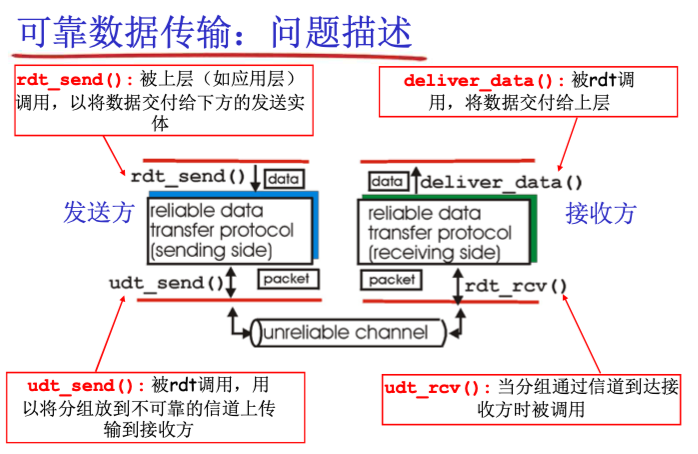 可靠数据传输：问题描述
rdt_send()：被上层（如应用层）
调用，以将数据交付给下方的发送实
体
deliver_data()：被rdt调
用，将数据交付给上层
rdt_send()
data
data
deliver_data()
发送方
reliable data
transfer protocol
(sending side)
reliable data
transfer protocol
(receiving side)
接收方
udt_send()
packet
packet
rdt_rcv()
unreliable channel
udt_send()：被rdt调用，用
以将分组放到不可靠的信道上传
输到接收方
udt_rcv()：当分组通过信道到达接
收方时被调用